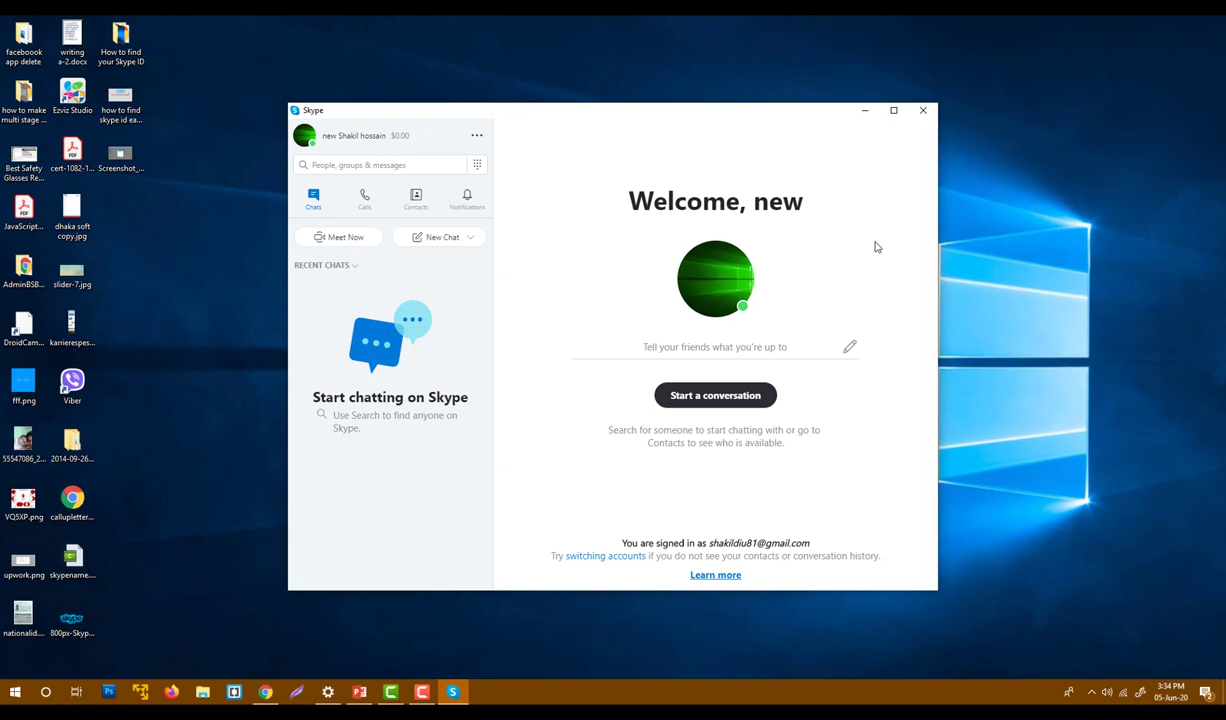 faceboook
app delete
writing
a-2.docx
How to find
your Skype ID
how to make
multi stage ...
Ezviz Studio
how to find
skype id ea...
Best Safety
Glasses Re...
cert-1082-1...
Screenshot_...
JavaScript...
dhaka soft
copy.jpg
AdminBSB...
slider-7.jpg
DroidCam...
karrierespes...
fff.png
Viber
55547086_2...
2014-09-26...
VQ5XP.png
callupletter...
upwork.png
skypename....
nationalid....
800px-Skyp...
Skype
new Shakil hossain $0.00
People, groups & messages
Chats
Calls
Contacts
Notifications
Meet Now
New Chat
RECENT CHATS
Start chatting on Skype
Use Search to find anyone on
Skype.
Welcome, new
Tell your friends what you're up to
Start a conversation
Search for someone to start chatting with or go to
Contacts to see who is available.
You are signed in as shakildiu81@gmail.com
Try switching accounts if you do not see your contacts or conversation history.
Learn more
3:34 PM
05-Jun-20
2